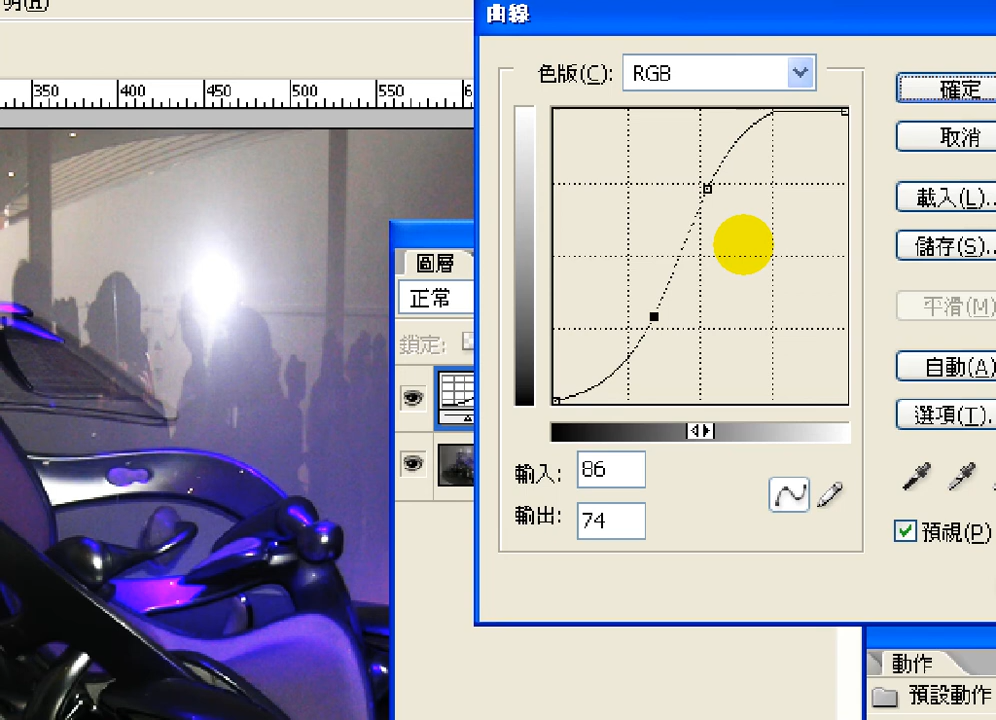 明(H)
曲線
色版(C): RGB
350 400 450 500 550 6
確定
取消
載入(L)..
儲存(S)..
平滑(M)
自動(A)
選項(T).
圖層
正常
鎖定:
輸入: 86
輸出: 74
預視(P)
動作
預設動作